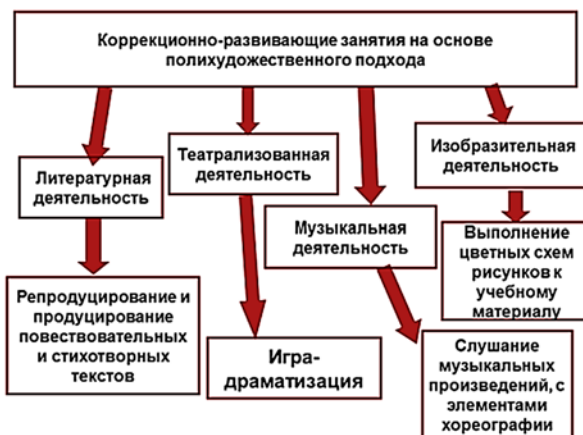 Коррекционно-развивающие занятия на основе
полихудожественного подхода
Литературная
деятельность
Театрализованная
деятельность
Музыкальная
деятельность
Изобразительная
деятельность
Репродуцирование и
продуцирование
повествовательных
и стихотворных
текстов
Игра-
драматизация
Слушание
музыкальных
произведений, с
элементами
хореографии
Выполнение
цветных схем
рисунков к
учебному
материалу